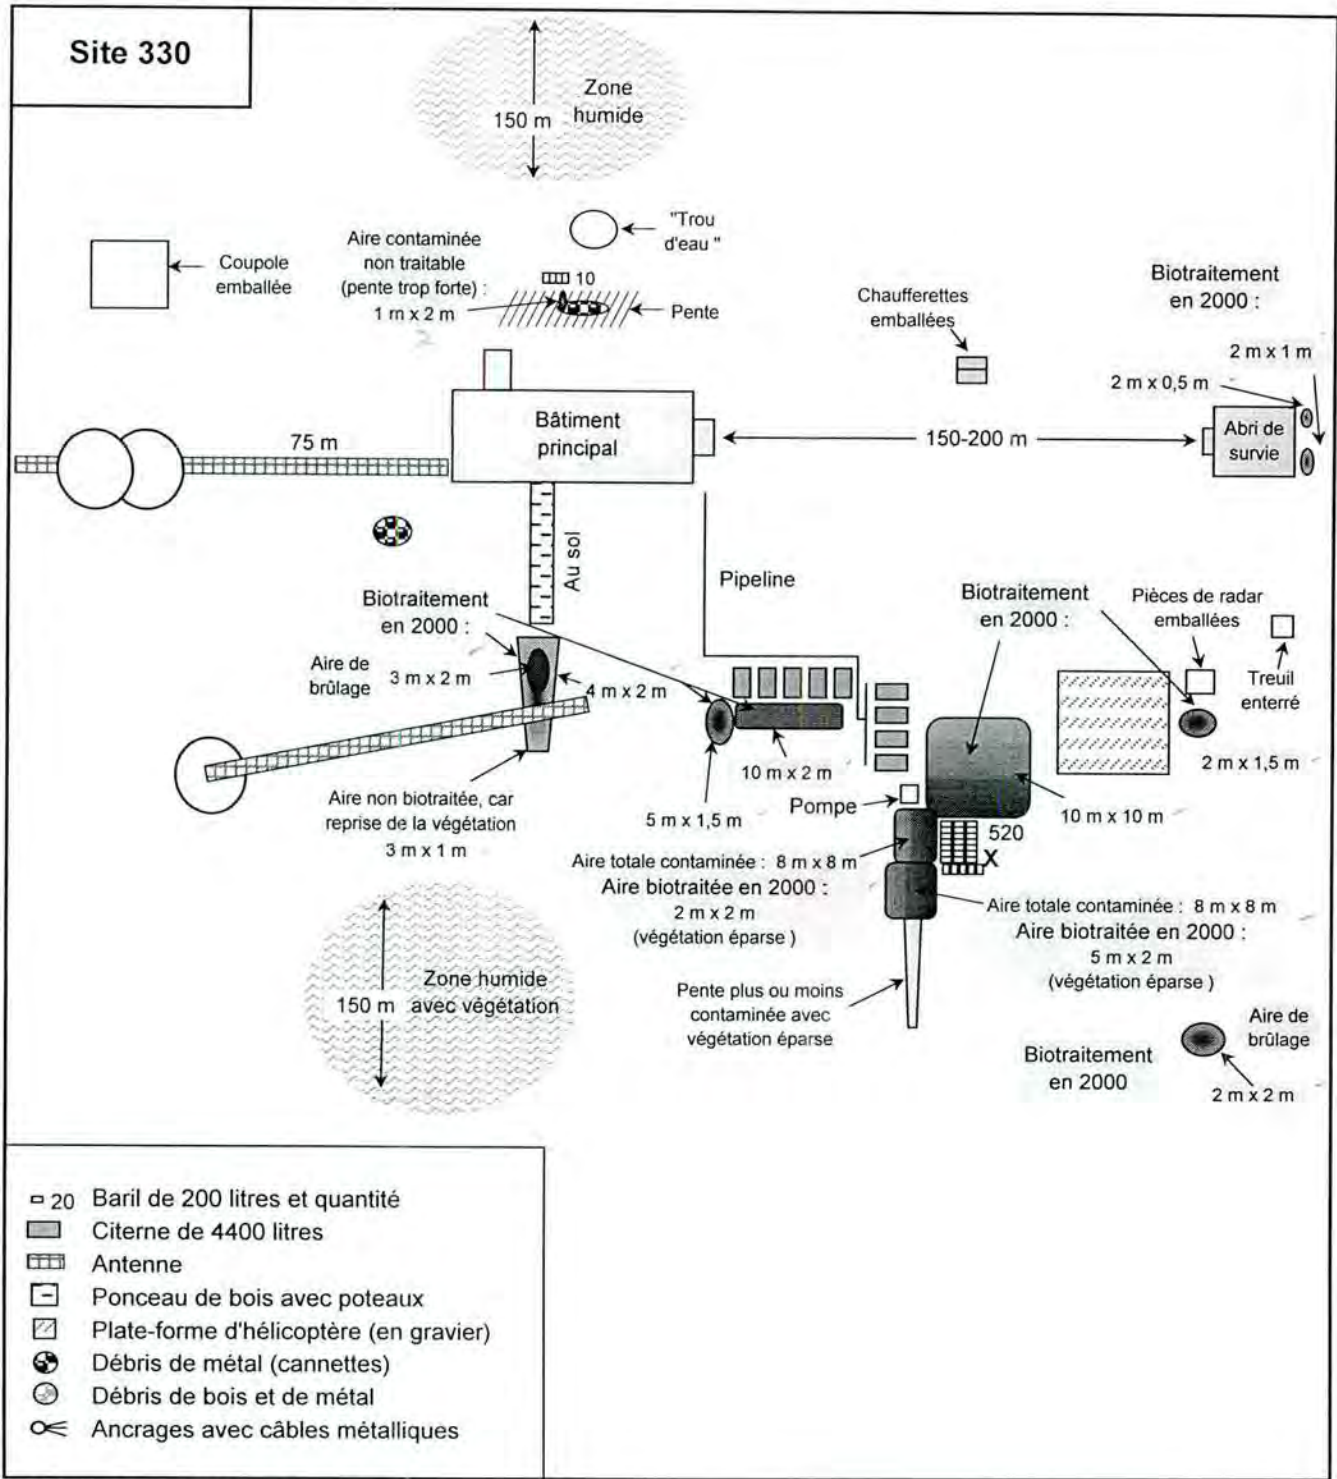 Site 330
Zone
humide
150 m
"Trou
d'eau "
Aire contaminée
non traitable
(pente trop forte) :
1 m x 2 m
10
Pente
Coupole
emballée
Chaufferettes
emballées
Biotraitement
en 2000 :
2 m x 1 m
2 m x 0,5 m
Bâtiment
principal
75 m
150-200 m
Abri de
survie
Au sol
Pipeline
Biotraitement
en 2000 :
Aire de
brûlage
3 m x 2 m
4 m x 2 m
Biotraitement
en 2000 :
Pièces de radar
emballées
Treuil
enterré
2 m x 1,5 m
10 m x 2 m
Pompe
5 m x 1,5 m
10 m x 10 m
520
X
Aire non biotraitée, car
reprise de la végétation
3 m x 1 m
Aire totale contaminée : 8 m x 8 m
Aire biotraitée en 2000 :
2 m x 2 m
(végétation éparse )
Aire totale contaminée : 8 m x 8 m
Aire biotraitée en 2000 :
5 m x 2 m
(végétation éparse )
Zone humide
avec végétation
150 m
Pente plus ou moins
contaminée avec
végétation éparse
Biotraitement
en 2000
Aire de
brûlage
2 m x 2 m
20 Baril de 200 litres et quantité
Citerne de 4400 litres
Antenne
Ponceau de bois avec poteaux
Plate-forme d'hélicoptère (en gravier)
Débris de métal (cannettes)
Débris de bois et de métal
Ancrages avec câbles métalliques